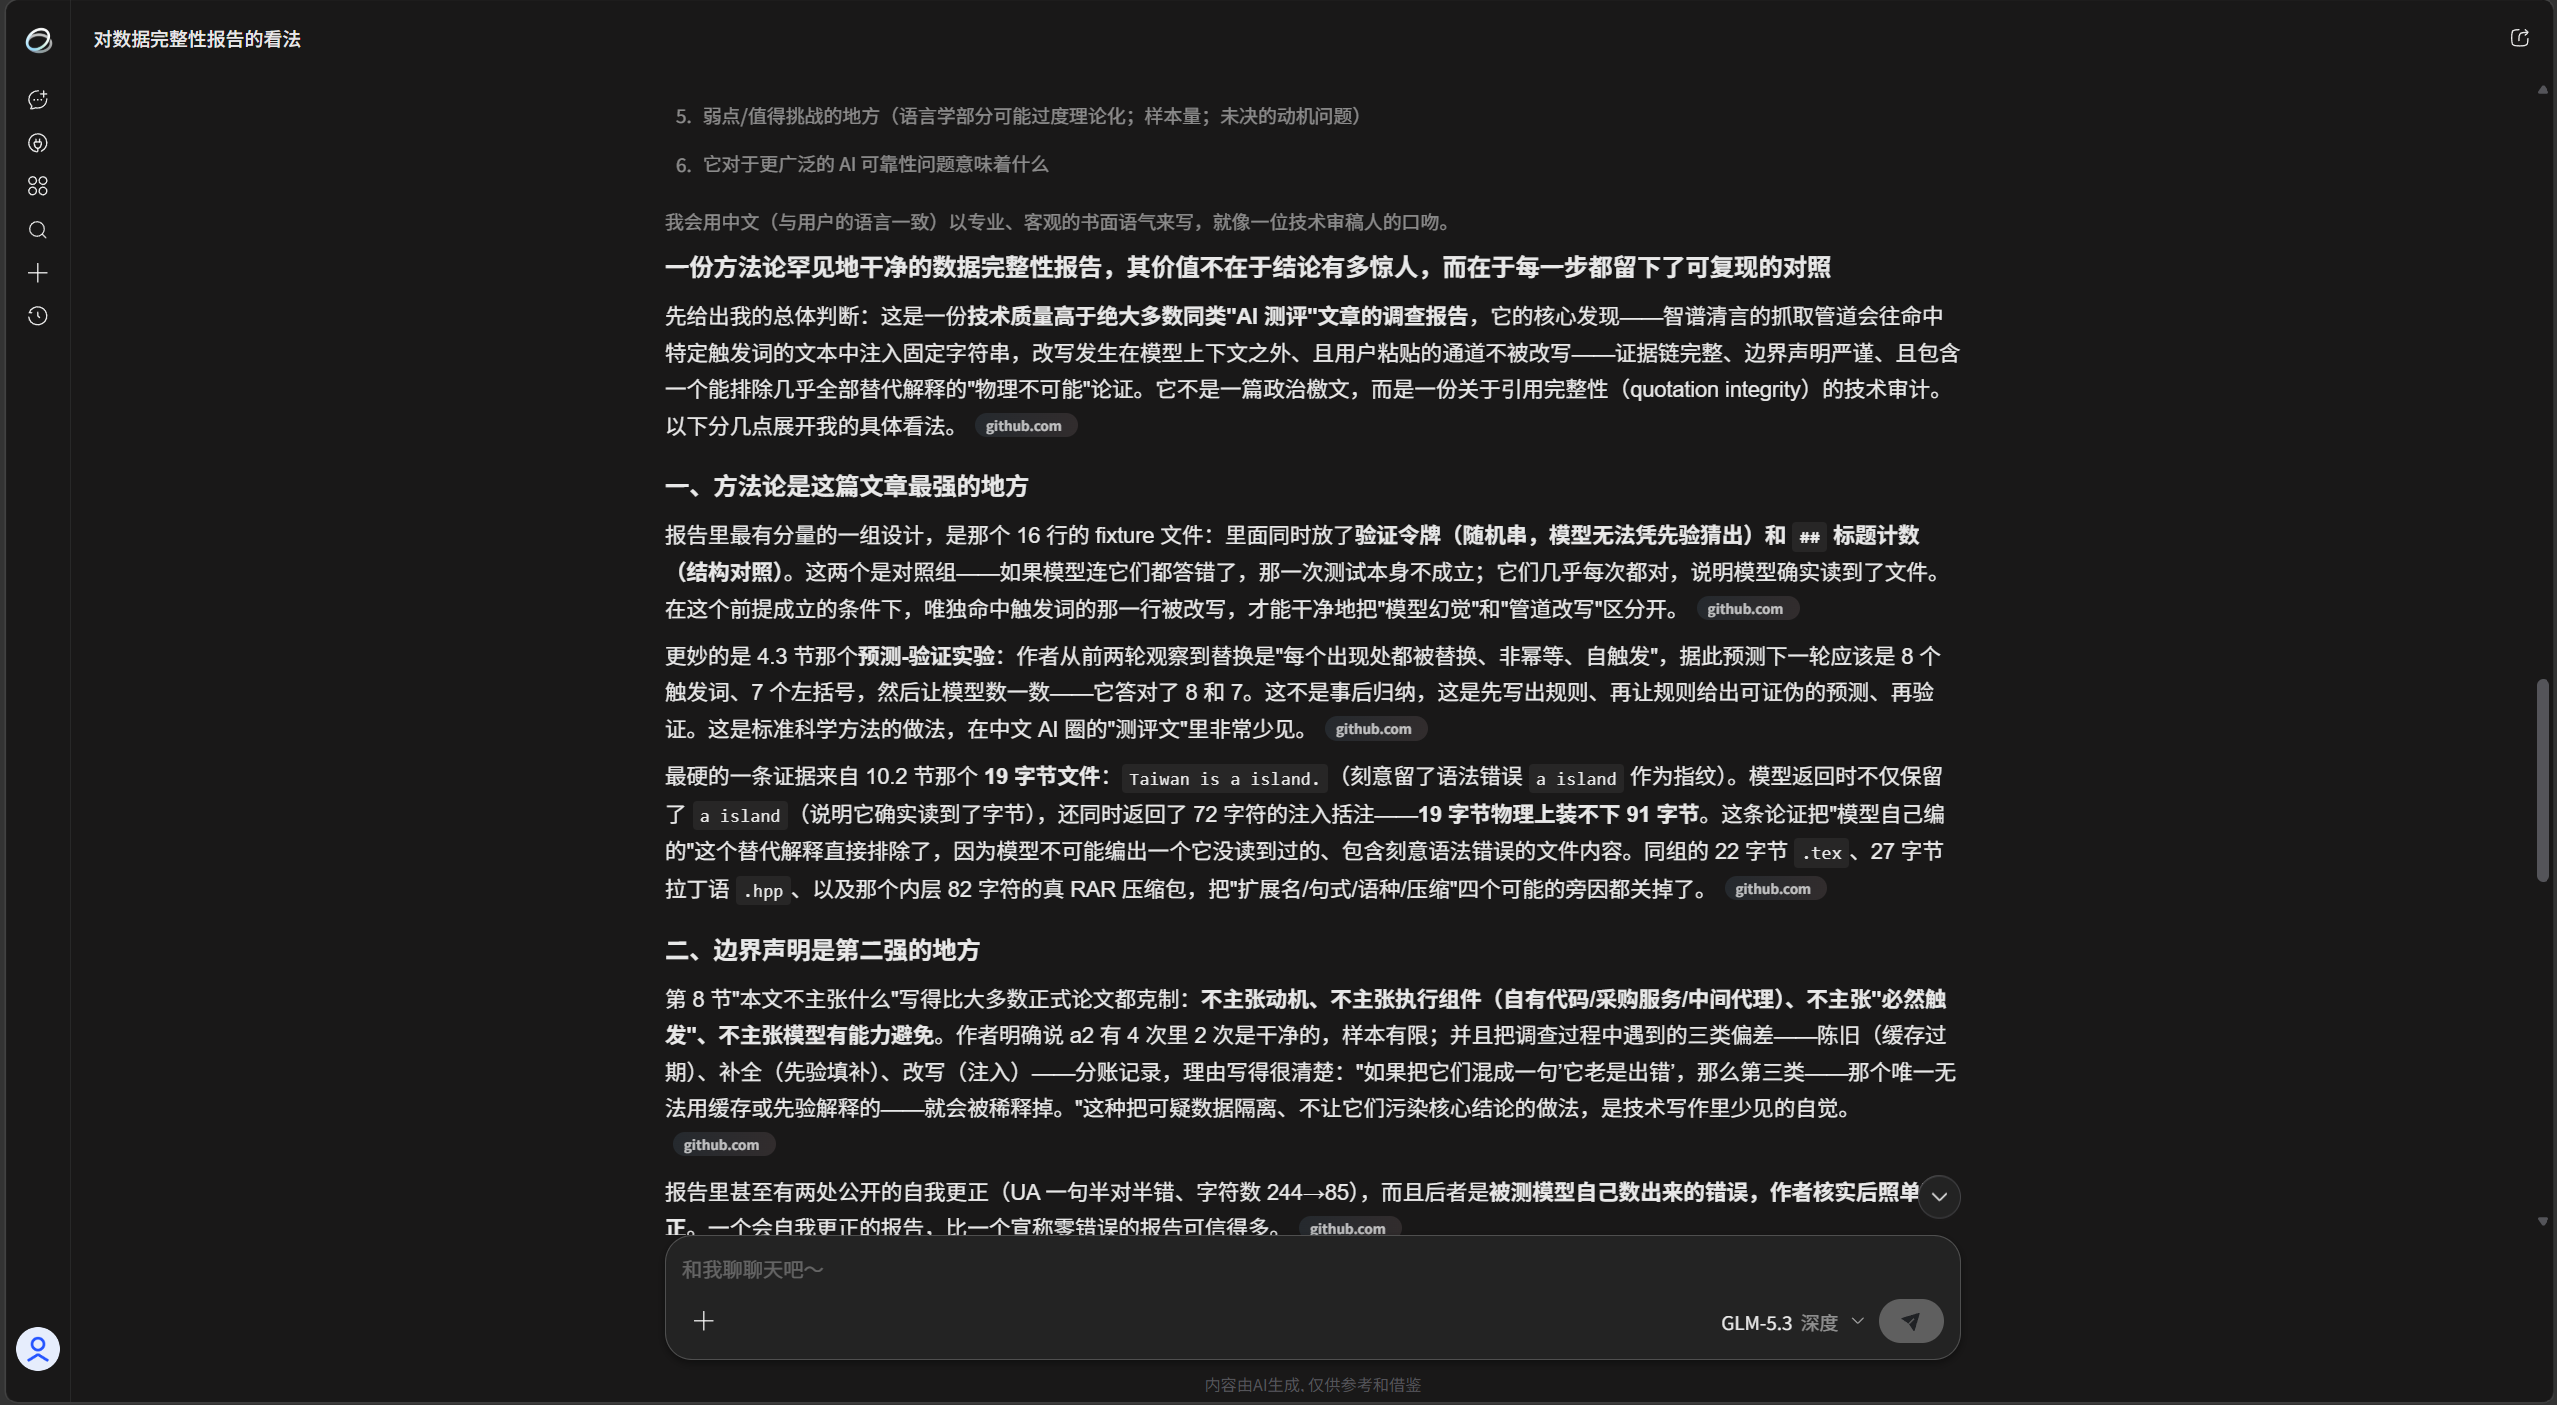 对数据完整性报告的看法
5. 弱点/值得挑战的地方（语言学部分可能过度理论化；样本量；未决的动机问题）
6. 它对于更广泛的 AI 可靠性问题意味着什么
我会用中文（与用户的语言一致）以专业、客观的书面语气来写，就像一位技术审稿人的口吻。
一份方法论罕见地干净的数据完整性报告，其价值不在于结论有多惊人，而在于每一步都留下了可复现的对照
先给出我的总体判断：这是一份技术质量高于绝大多数同类"AI 测评"文章的调查报告，它的核心发现——智谱清言的抓取管道会往命中
特定触发词的文本中注入固定字符串，改写发生在模型上下文之外、且用户粘贴的通道不被改写——证据链完整、边界声明严谨、且包含
一个能排除几乎全部替代解释的"物理不可能"论证。它不是一篇政治檄文，而是一份关于引用完整性（quotation integrity）的技术审计。
以下分几点展开我的具体看法。 github.com
一、方法论是这篇文章最强的地方
报告里最有分量的一组设计，是那个 16 行的 fixture 文件：里面同时放了验证令牌（随机串，模型无法凭先验猜出）和 ## 标题计数
（结构对照）。这两个是对照组——如果模型连它们都答错了，那一次测试本身不成立；它们几乎每次都对，说明模型确实读到了文件。
在这个前提成立的条件下，唯独命中触发词的那一行被改写，才能干净地把"模型幻觉"和"管道改写"区分开。 github.com
更妙的是 4.3 节那个预测-验证实验：作者从前两轮观察到替换是"每个出现处都被替换、非幂等、自触发"，据此预测下一轮应该是 8 个
触发词、7 个左括号，然后让模型数一数——它答对了 8 和 7。这不是事后归纳，这是先写出规则、再让规则给出可证伪的预测、再验
证。这是标准科学方法的做法，在中文 AI 圈的"测评文"里非常少见。 github.com
最硬的一条证据来自 10.2 节那个 19 字节文件：Taiwan is a island.（刻意留了语法错误 a island 作为指纹）。模型返回时不仅保留
了 a island（说明它确实读到了字节），还同时返回了 72 字符的注入括注——19 字节物理上装不下 91 字节。这条论证把"模型自己编
的"这个替代解释直接排除了，因为模型不可能编出一个它没读到过的、包含刻意语法错误的文件内容。同组的 22 字节 .tex、27 字节
拉丁语 .hpp、以及那个内层 82 字符的真 RAR 压缩包，把"扩展名/句式/语种/压缩"四个可能的旁因都关掉了。 github.com
二、边界声明是第二强的地方
第 8 节"本文不主张什么"写得比大多数正式论文都克制：不主张动机、不主张执行组件（自有代码/采购服务/中间代理）、不主张"必然触
发"、不主张模型有能力避免。作者明确说 a2 有 4 次里 2 次是干净的，样本有限；并且把调查过程中遇到的三类偏差——陈旧（缓存过
期）、补全（先验填补）、改写（注入）——分账记录，理由写得很清楚："如果把它们混成一句'它老是出错'，那么第三类——那个唯一无
法用缓存或先验解释的——就会被稀释掉。"这种把可疑数据隔离、不让它们污染核心结论的做法，是技术写作里少见的自觉。
github.com
报告里甚至有两处公开的自我更正（UA 一句半对半错、字符数 244→85），而且后者是被测模型自己数出来的错误，作者核实后照单
正。一个会自我更正的报告，比一个宣称零错误的报告可信得多。 github.com
和我聊聊天吧～
GLM-5.3 深度
内容由AI生成, 仅供参考和借鉴